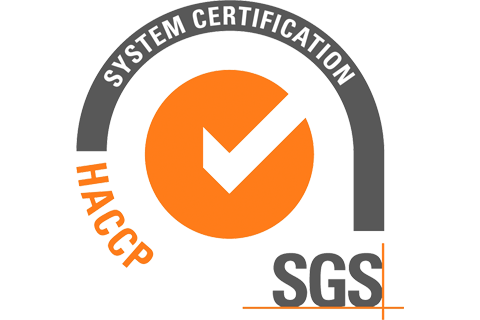 SYSTEM CERTIFICATION
HACCP
SGS